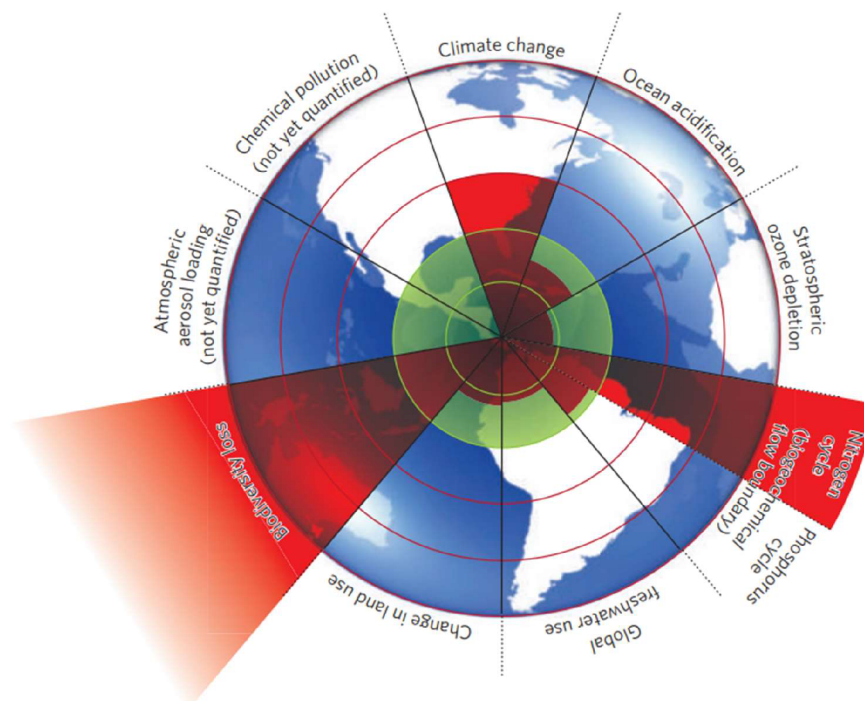 Climate change
Ocean acidification
Stratospheric
ozone depletion
Nitrogen
cycle
(biogeochemical
flow boundary)
Phosphorus
cycle
Global
freshwater use
Change in land use
Biodiversity loss
Atmospheric
aerosol loading
(not yet quantified)
Chemical pollution
(not yet quantified)